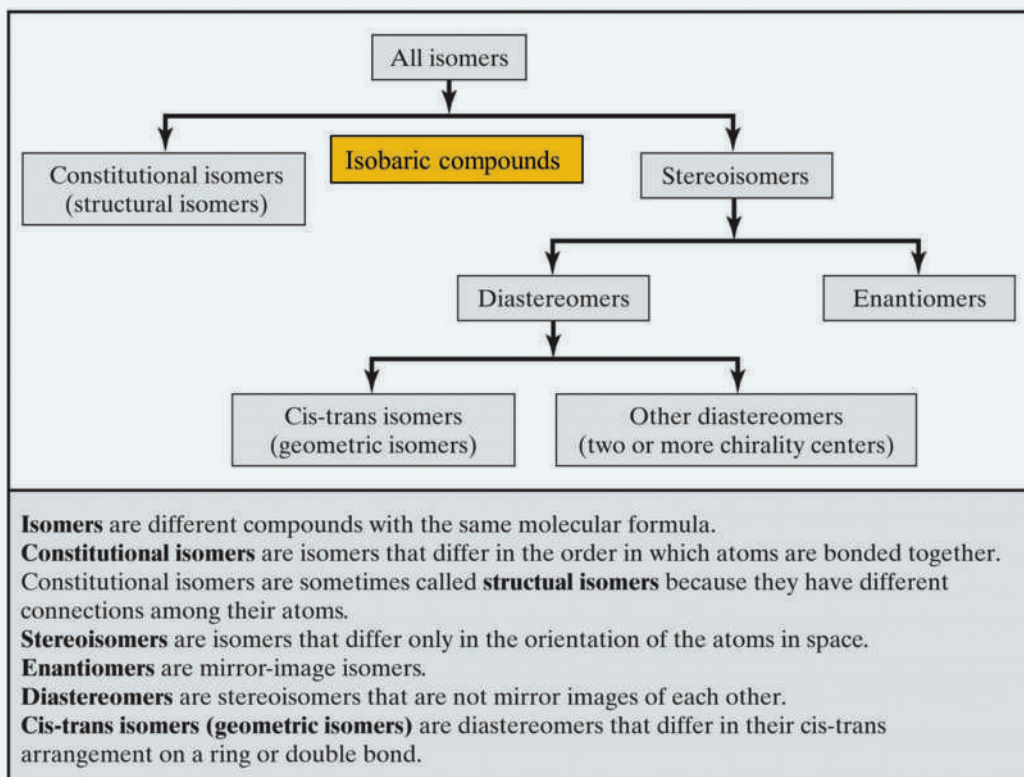 All isomers
Constitutional isomers
(structural isomers)
Isobaric compounds
Stereoisomers
Diastereomers
Enantiomers
Cis-trans isomers
(geometric isomers)
Other diastereomers
(two or more chirality centers)
Isomers are different compounds with the same molecular formula.
Constitutional isomers are isomers that differ in the order in which atoms are bonded together.
Constitutional isomers are sometimes called structual isomers because they have different
connections among their atoms.
Stereoisomers are isomers that differ only in the orientation of the atoms in space.
Enantiomers are mirror-image isomers.
Diastereomers are stereoisomers that are not mirror images of each other.
Cis-trans isomers (geometric isomers) are diastereomers that differ in their cis-trans
arrangement on a ring or double bond.